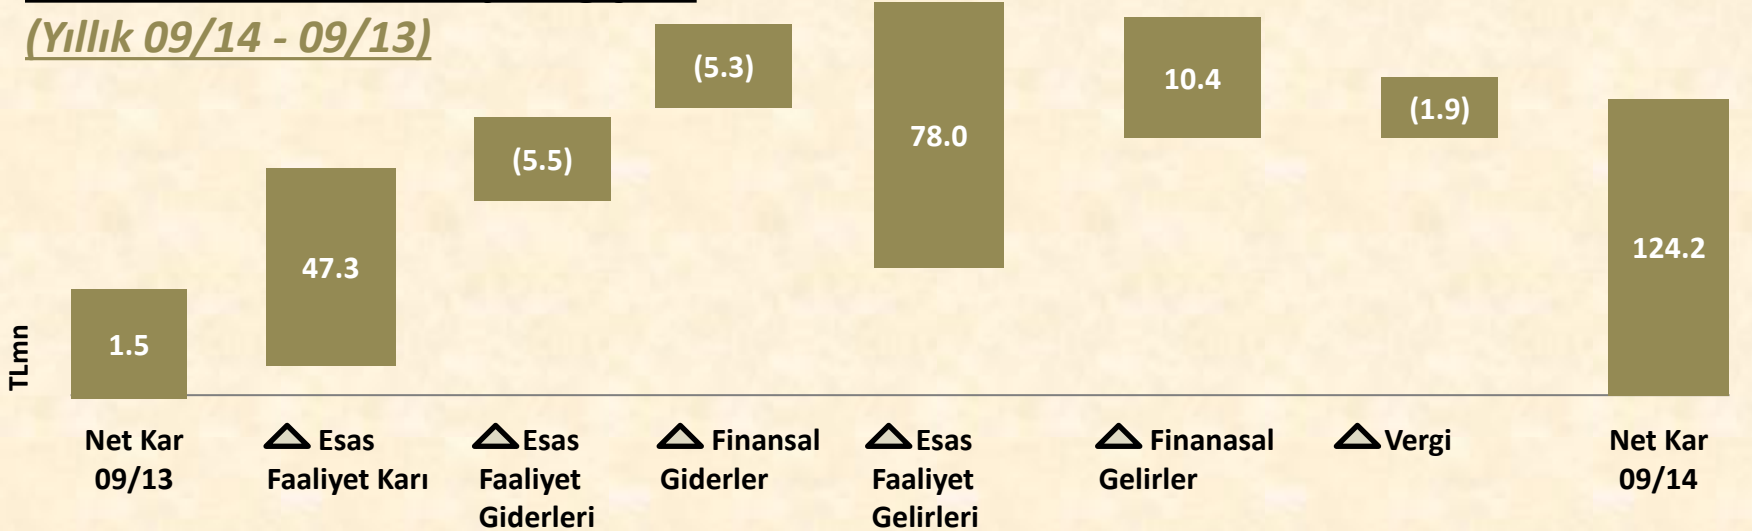 (Yıllık 09/14 - 09/13)
(5.3)
10.4
(1.9)
78.0
(5.5)
47.3
124.2
1.5
TLmn
Net Kar
09/13
Esas
Faaliyet Karı
Esas
Faaliyet
Giderleri
Finansal
Giderler
Esas
Faaliyet
Gelirleri
Finanasal
Gelirler
Vergi
Net Kar
09/14